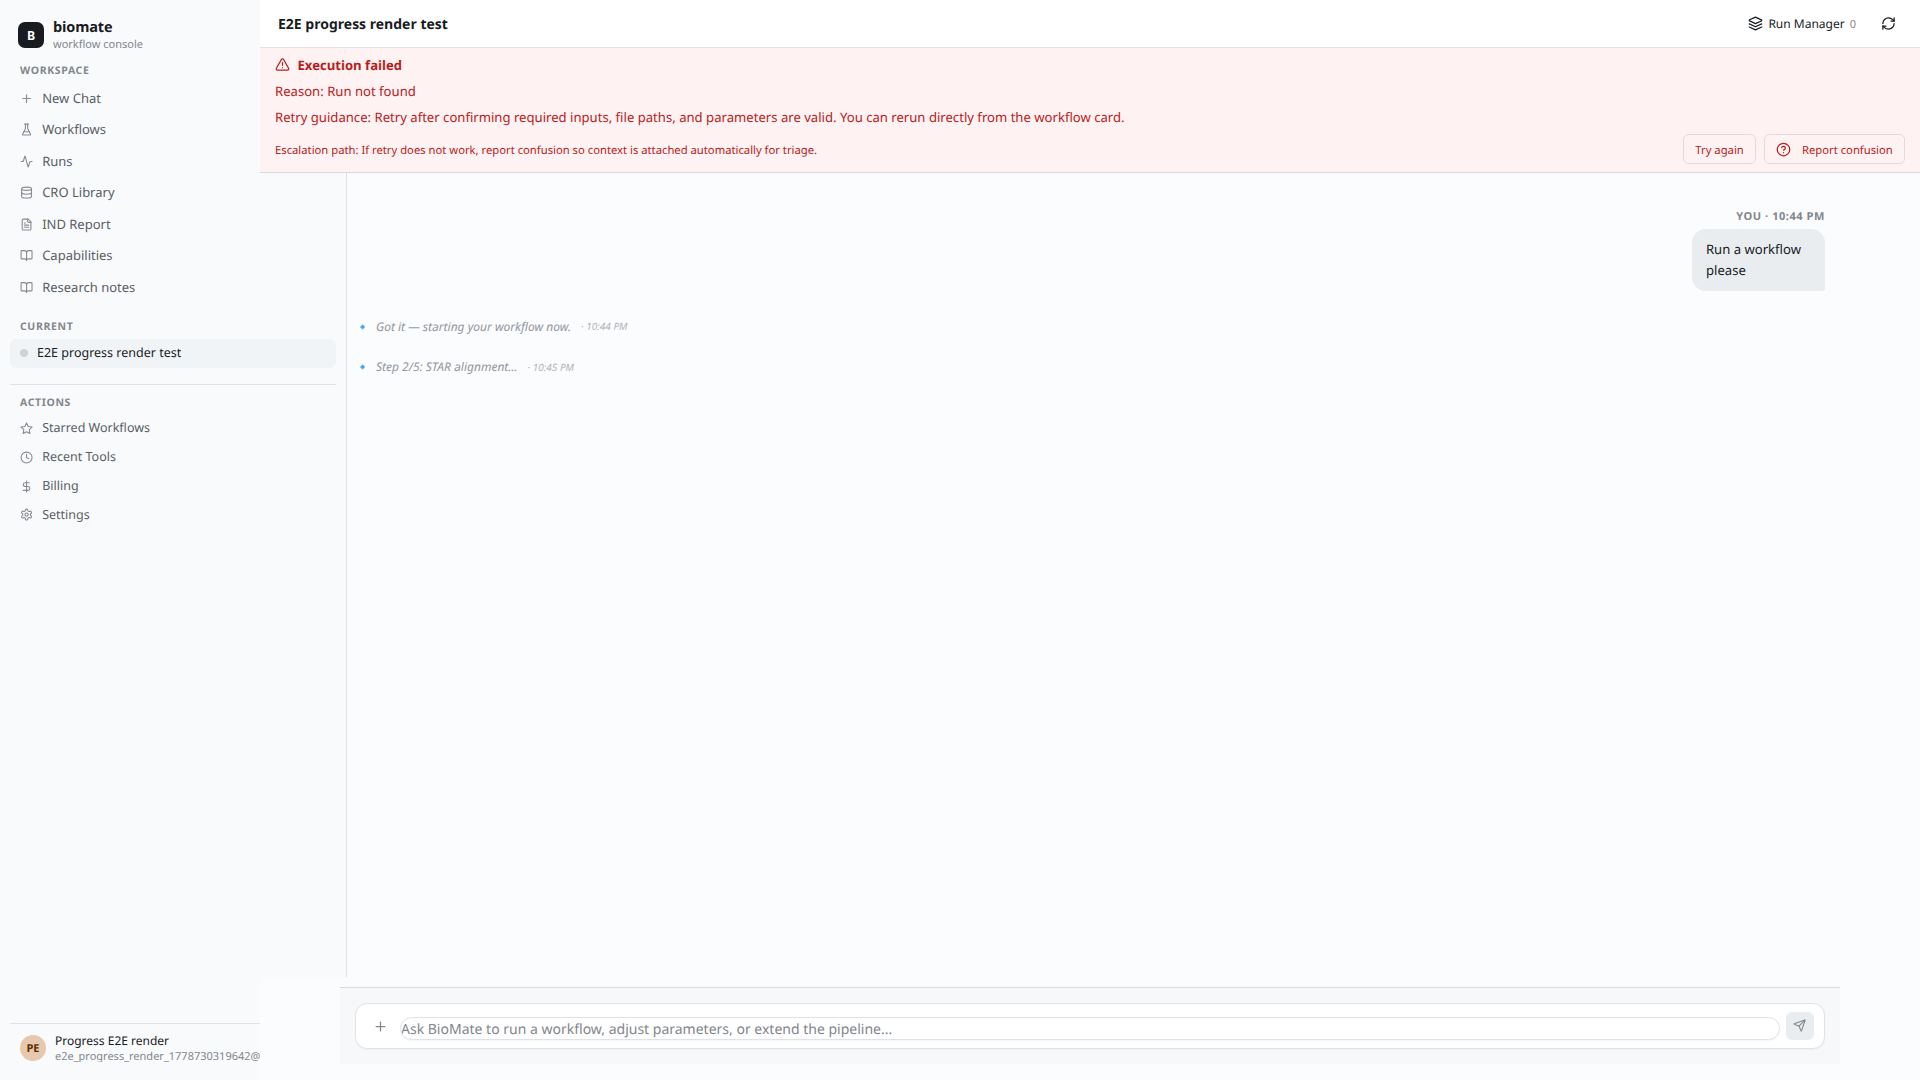 B
biomate
workflow console
WORKSPACE
New Chat
Workflows
Runs
CRO Library
IND Report
Capabilities
Research notes
CURRENT
E2E progress render test
ACTIONS
Starred Workflows
Recent Tools
Billing
Settings
PE
Progress E2E render
e2e_progress_render_1778730319642@
E2E progress render test
Run Manager 0
Execution failed
Reason: Run not found
Retry guidance: Retry after confirming required inputs, file paths, and parameters are valid. You can rerun directly from the workflow card.
Escalation path: If retry does not work, report confusion so context is attached automatically for triage.
Try again
Report confusion
YOU · 10:44 PM
Run a workflow
please
Got it — starting your workflow now. · 10:44 PM
Step 2/5: STAR alignment... · 10:45 PM
Ask BioMate to run a workflow, adjust parameters, or extend the pipeline...